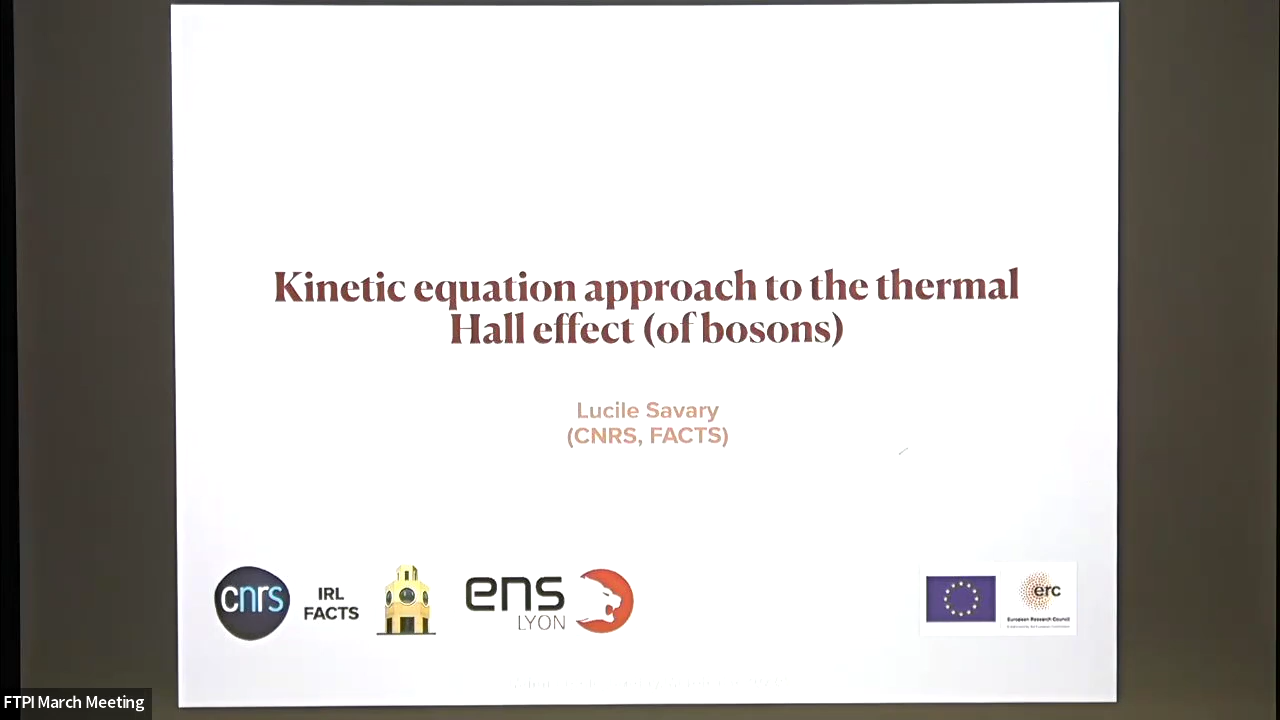 Kinetic equation approach to the thermal
Hall effect (of bosons)
Lucile Savary
(CNRS, FACTS)
cnrs
IRL
FACTS
ens
LYON
erc
European Research Council
FTPI March Meeting